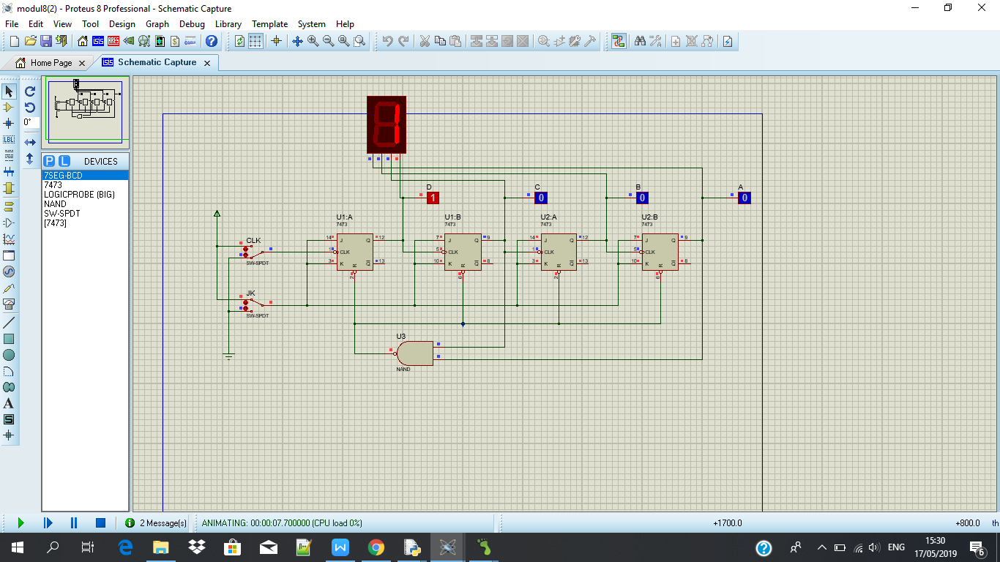 modul8(2) - Proteus 8 Professional - Schematic Capture
File Edit View Tool Design Graph Debug Library Template System Help
Home Page
Schematic Capture
0°
LBL
P L DEVICES
7SEG-BCD
7473
LOGICPROBE (BIG)
NAND
SW-SPDT
[7473]
A
S
1
D C B A
1 0 0 0
U1:A U1:B U2:A U2:B
7473 7473 7473 7473
14 J Q 12 7 J Q 9 14 J Q 12 7 J Q 9
1 CLK 5 CLK 1 CLK 5 CLK
3 K Q 13 10 K Q 8 3 K Q 13 10 K Q 8
R R R R
2 6 2 6
CLK
SW-SPDT
JK
SW-SPDT
U3
NAND
2 Message(s)
ANIMATING: 00:00:07.700000 (CPU load 0%)
+1700.0
+800.0
th
ENG
15:30
17/05/2019
6